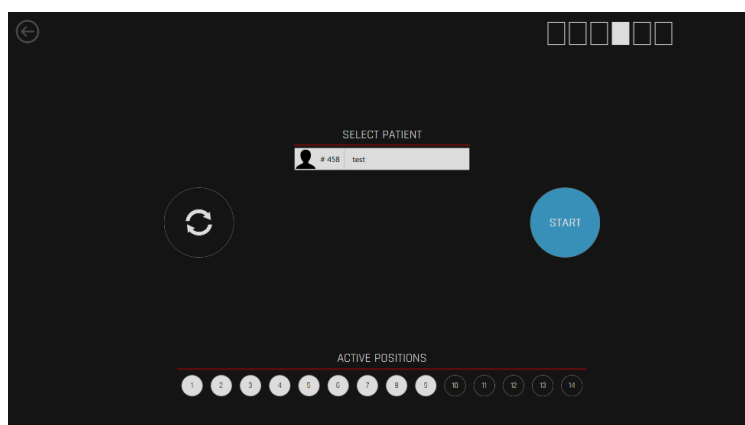 SELECT PATIENT
# 458 test
START
ACTIVE POSITIONS
1 2 3 4 5 6 7 8 9 10 11 12 13 14